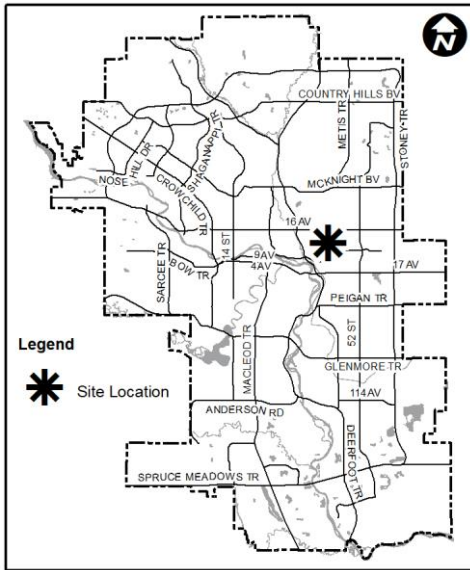 N
COUNTRY HILLS BV
METIS TR
STONEY TR
SHAGANAPPI TR
NOSE HILL DR
CROWCHILD TR
MCKNIGHT BV
16 AV
14 ST
9 AV
4 AV
17 AV
SARCEE TR
BOW TR
PEIGAN TR
Legend
Site Location
MACLEOD TR
52 ST
GLENMORE TR
114 AV
ANDERSON RD
DEERFOOT TR
SPRUCE MEADOWS TR